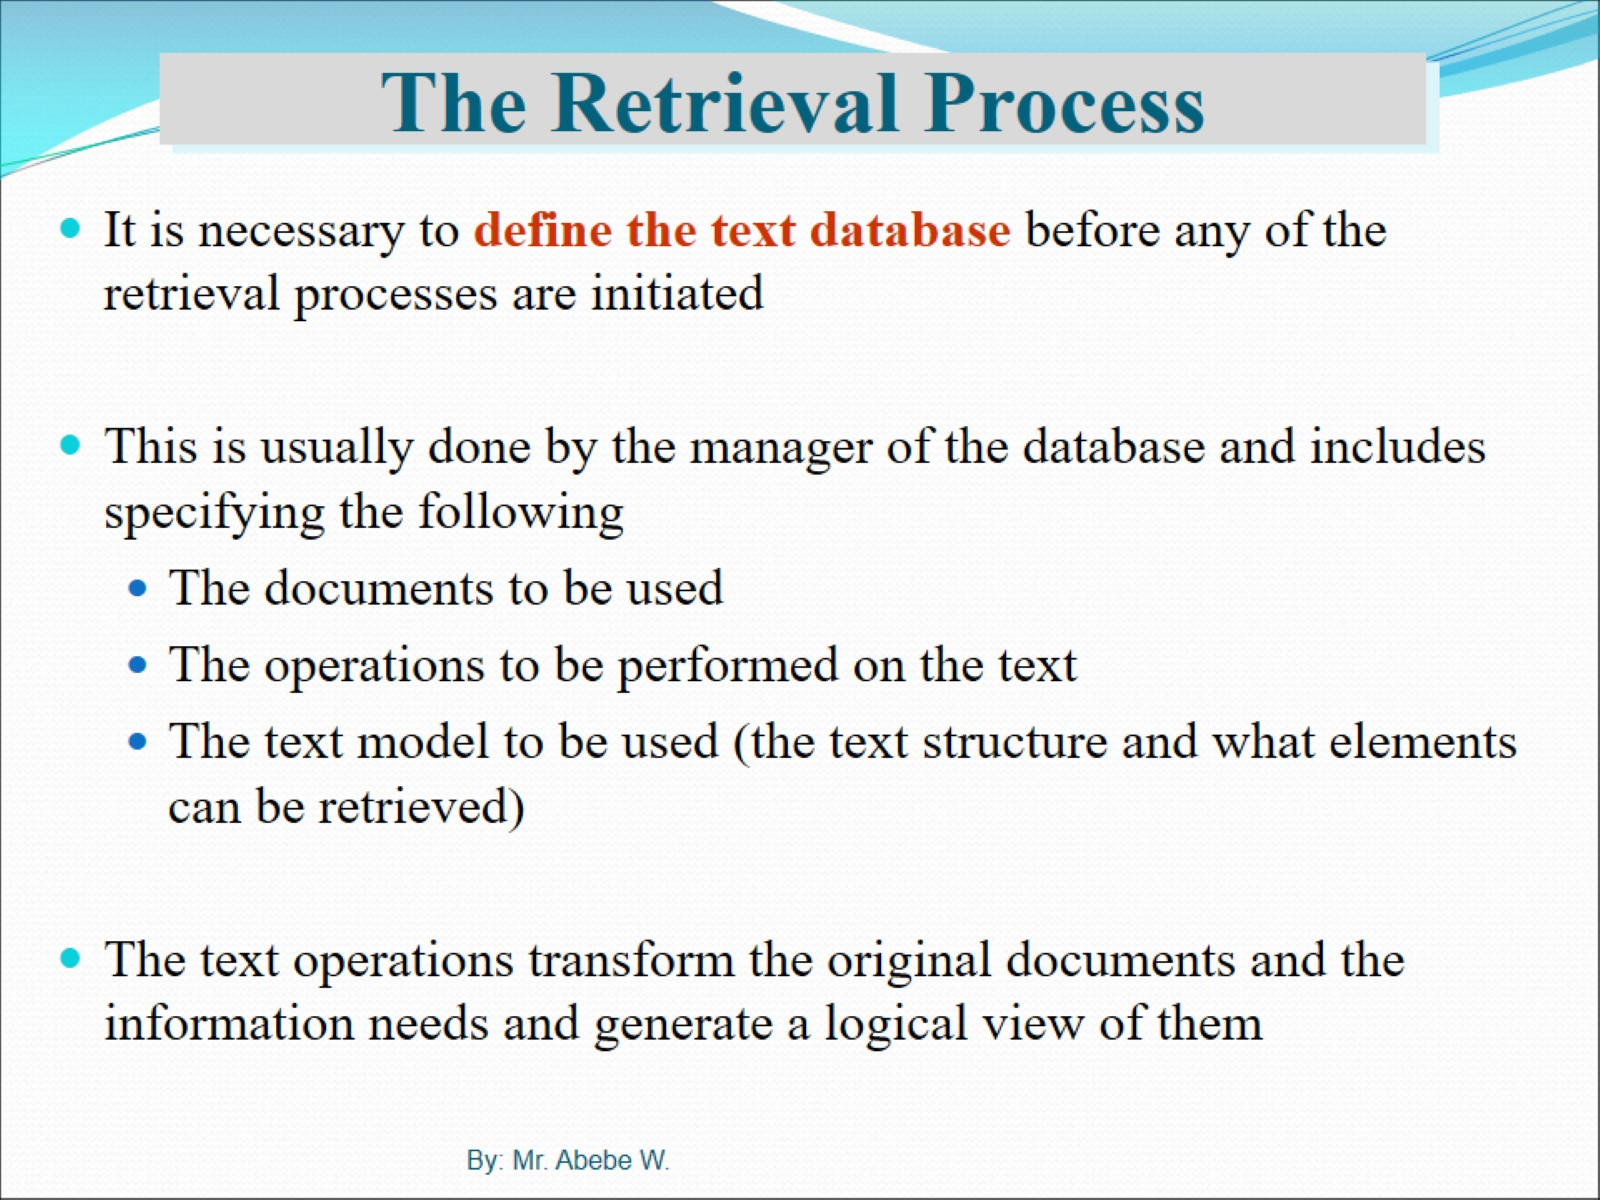 The Retrieval Process
• It is necessary to define the text database before any of the
retrieval processes are initiated
• This is usually done by the manager of the database and includes
specifying the following
• The documents to be used
• The operations to be performed on the text
• The text model to be used (the text structure and what elements
can be retrieved)
• The text operations transform the original documents and the
information needs and generate a logical view of them
By: Mr. Abebe W.